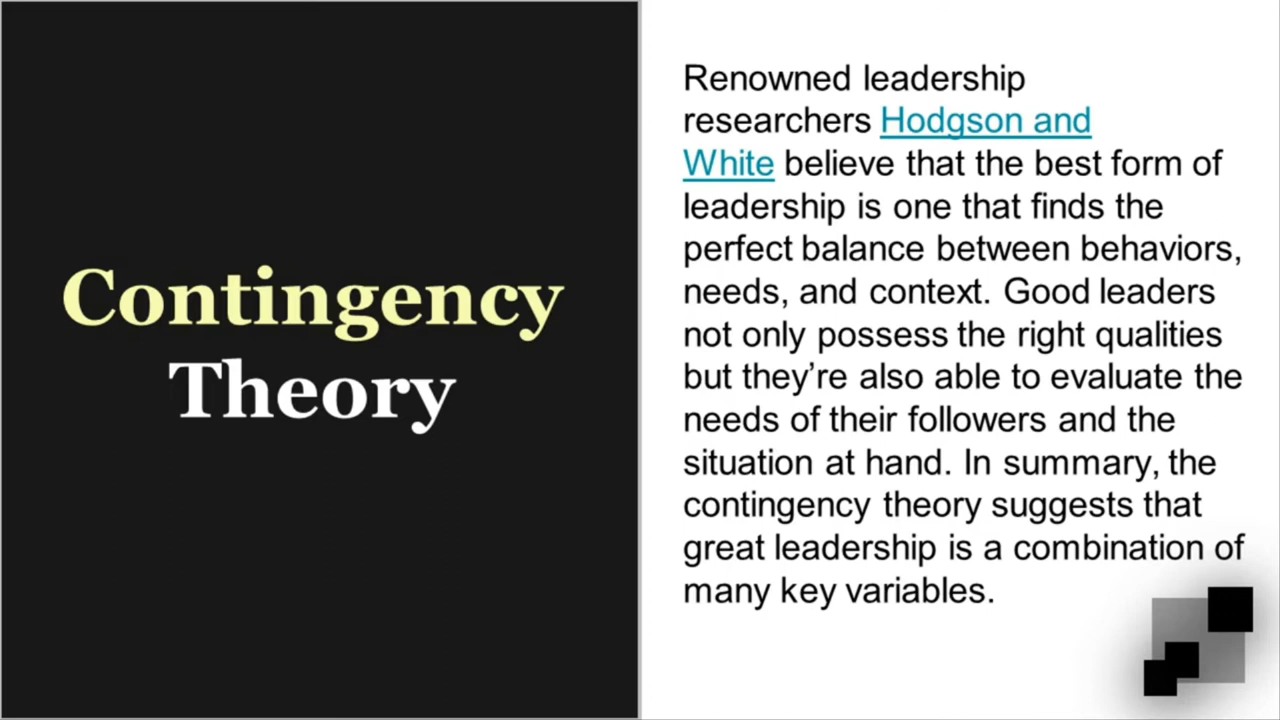 Contingency
Theory
Renowned leadership
researchers Hodgson and
White believe that the best form of
leadership is one that finds the
perfect balance between behaviors,
needs, and context. Good leaders
not only possess the right qualities
but they’re also able to evaluate the
needs of their followers and the
situation at hand. In summary, the
contingency theory suggests that
great leadership is a combination of
many key variables.